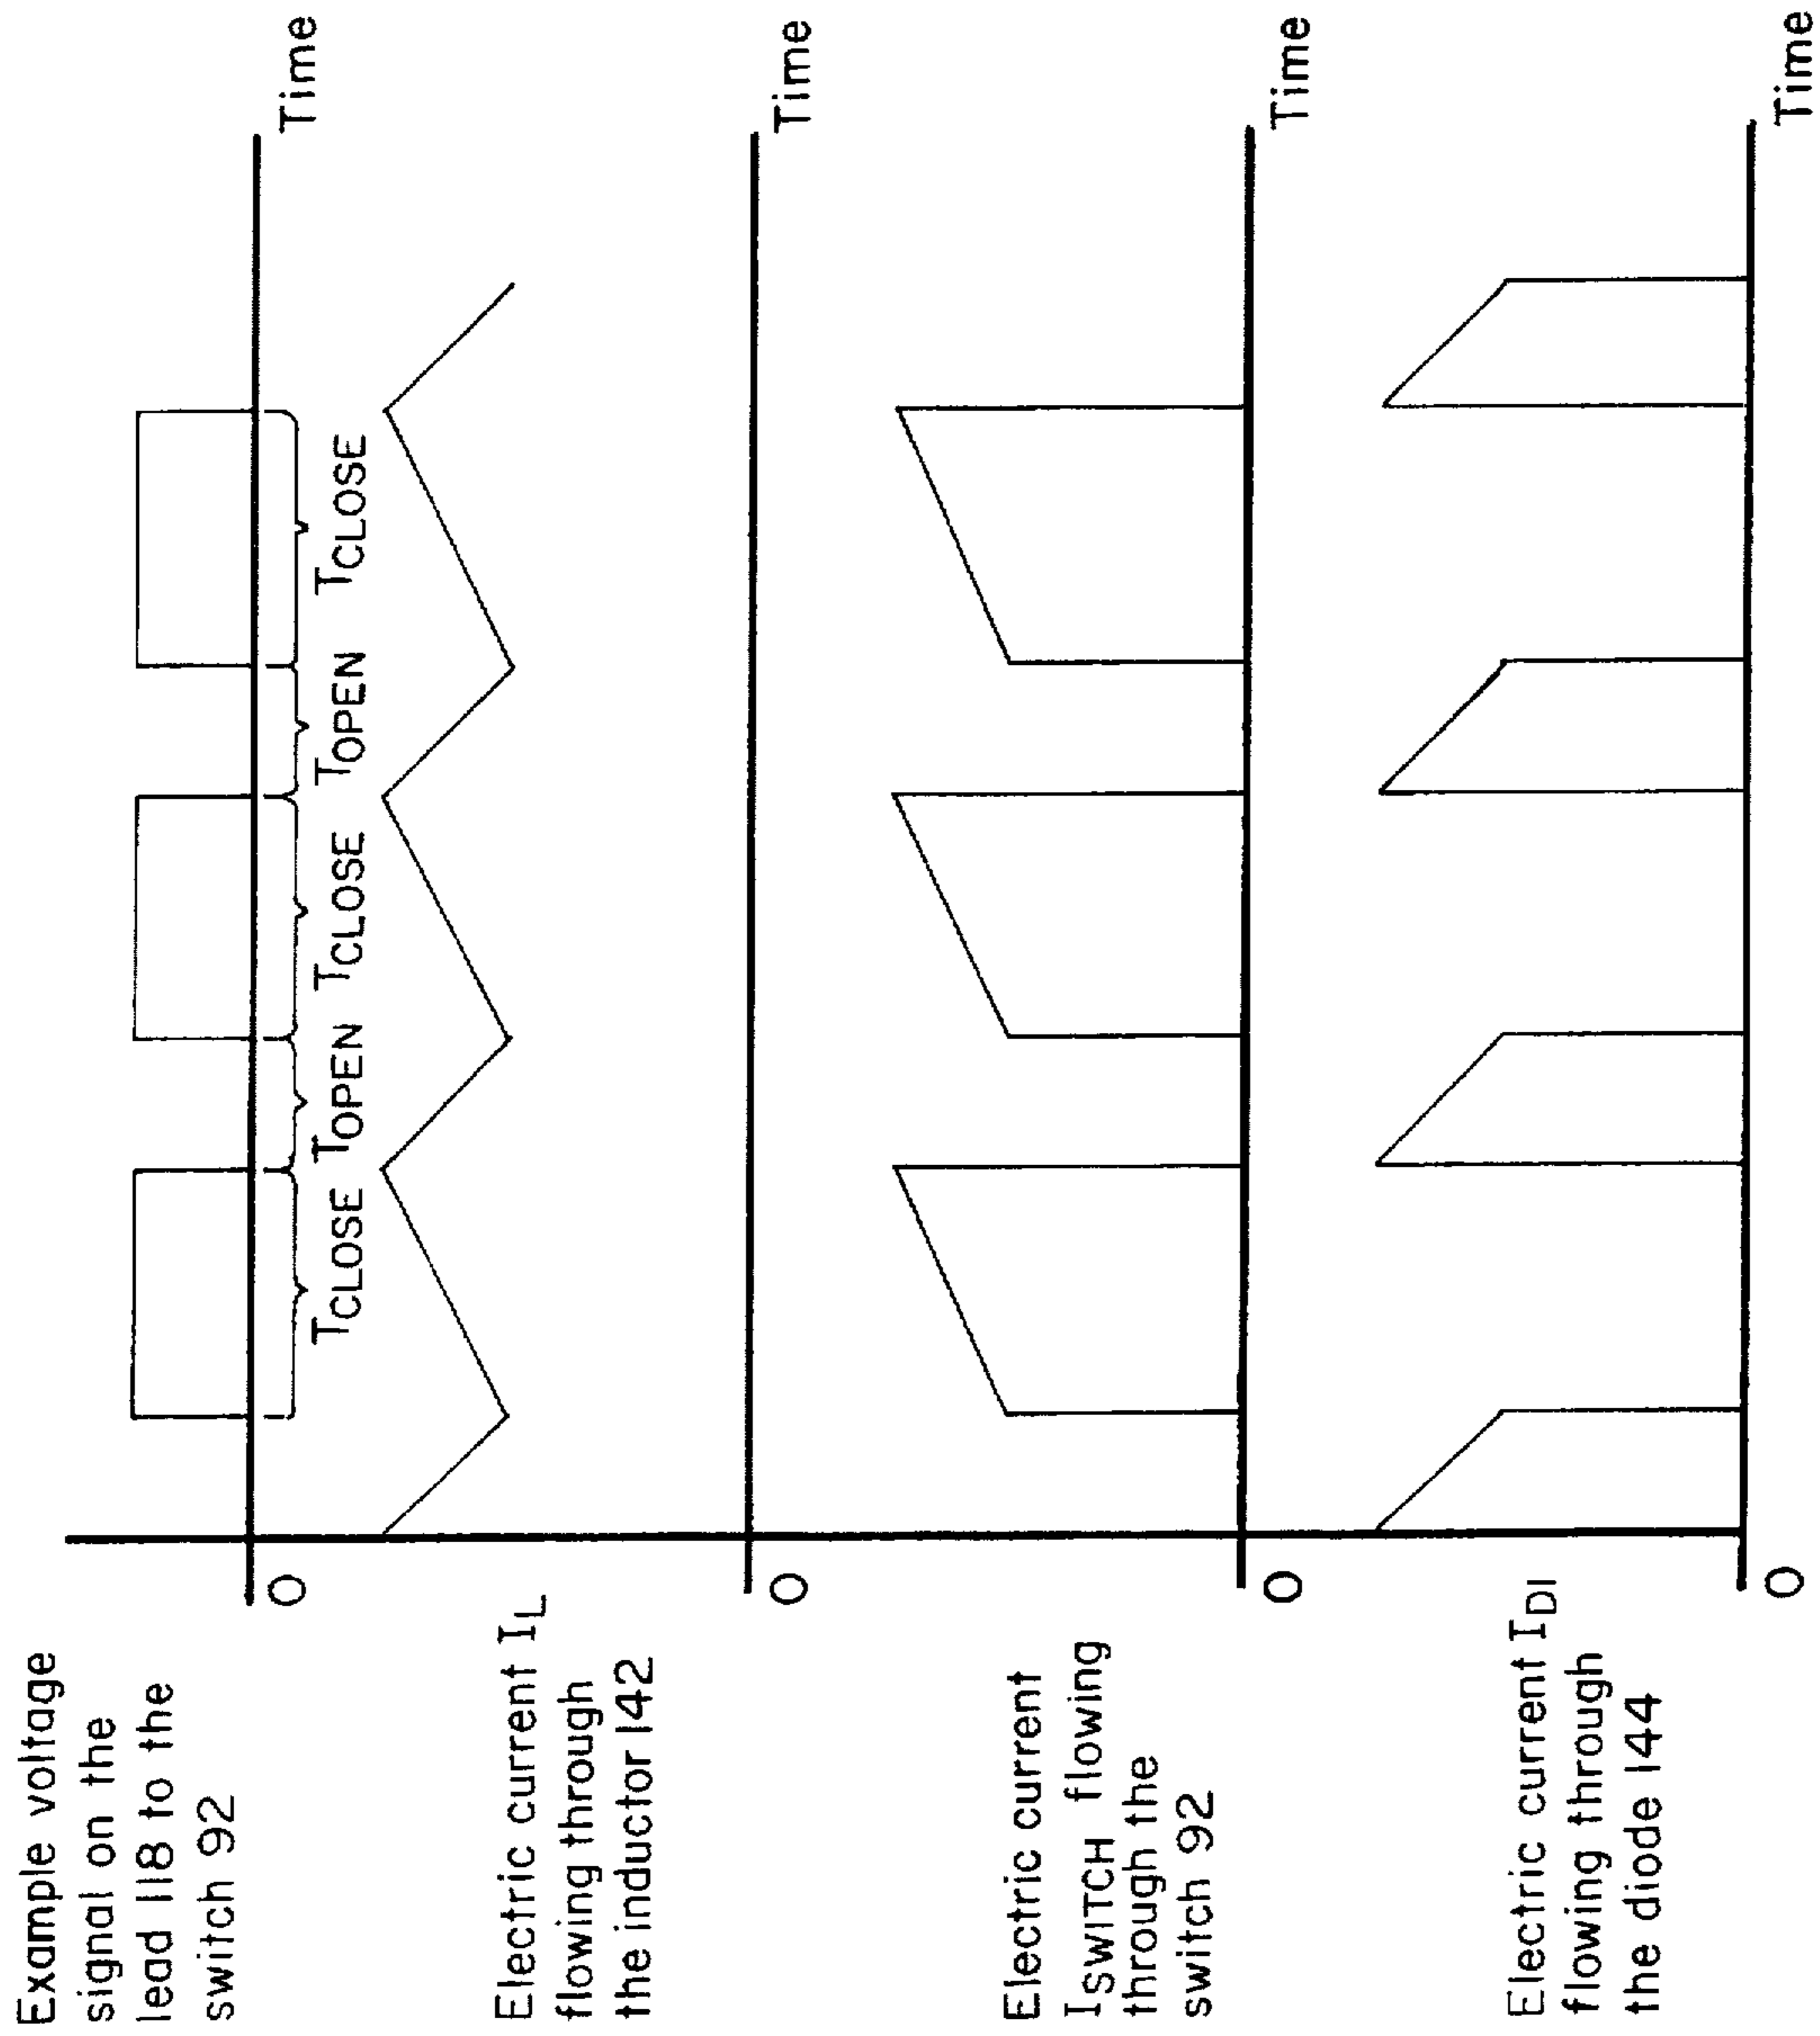 Example voltage
signal on the
lead 118 to the
switch 92
0
Time
TCLOSE TOPEN TCLOSE TOPEN TCLOSE
Electric current IL
flowing through
the inductor 142
0
Time
Electric current
ISWITCH flowing
through the
switch 92
0
Time
Electric current IDI
flowing through
the diode 144
0
Time